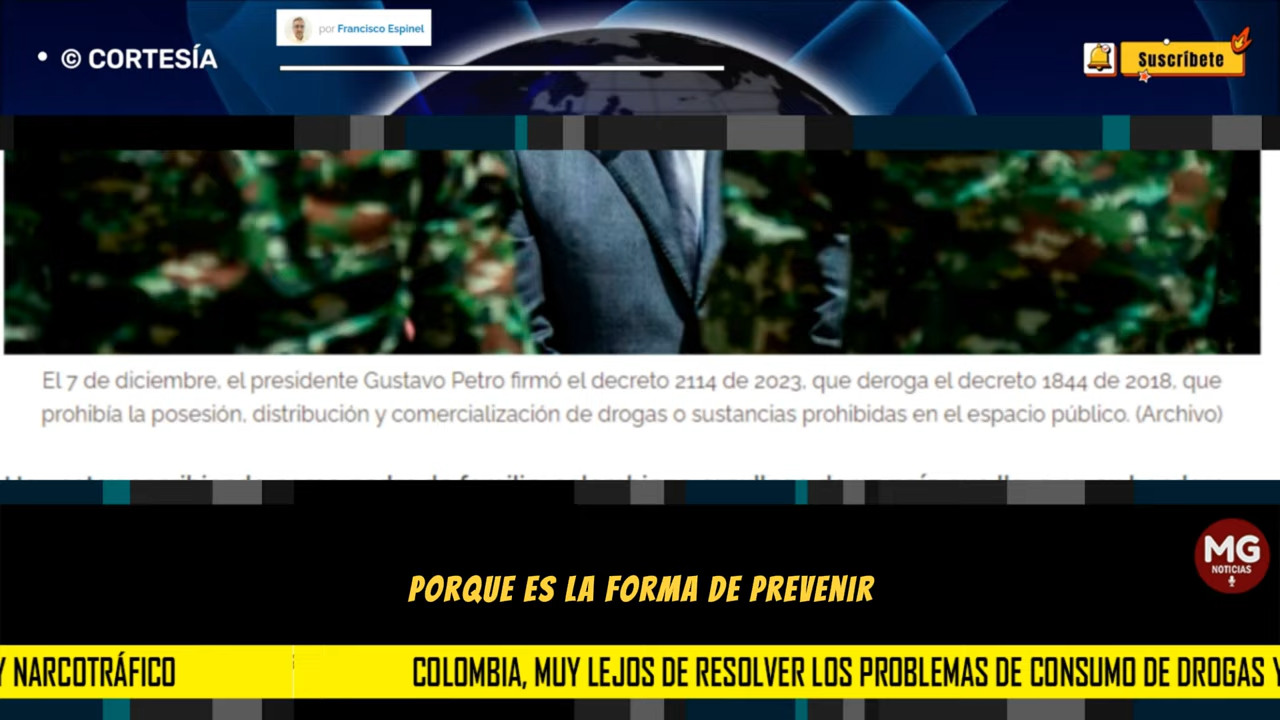 por Francisco Espinel
• © CORTESÍA
Suscríbete
El 7 de diciembre, el presidente Gustavo Petro firmó el decreto 2114 de 2023, que deroga el decreto 1844 de 2018, que
prohibía la posesión, distribución y comercialización de drogas o sustancias prohibidas en el espacio público. (Archivo)
MG
NOTICIAS
PORQUE ES LA FORMA DE PREVENIR
Y NARCOTRÁFICO COLOMBIA, MUY LEJOS DE RESOLVER LOS PROBLEMAS DE CONSUMO DE DROGAS Y